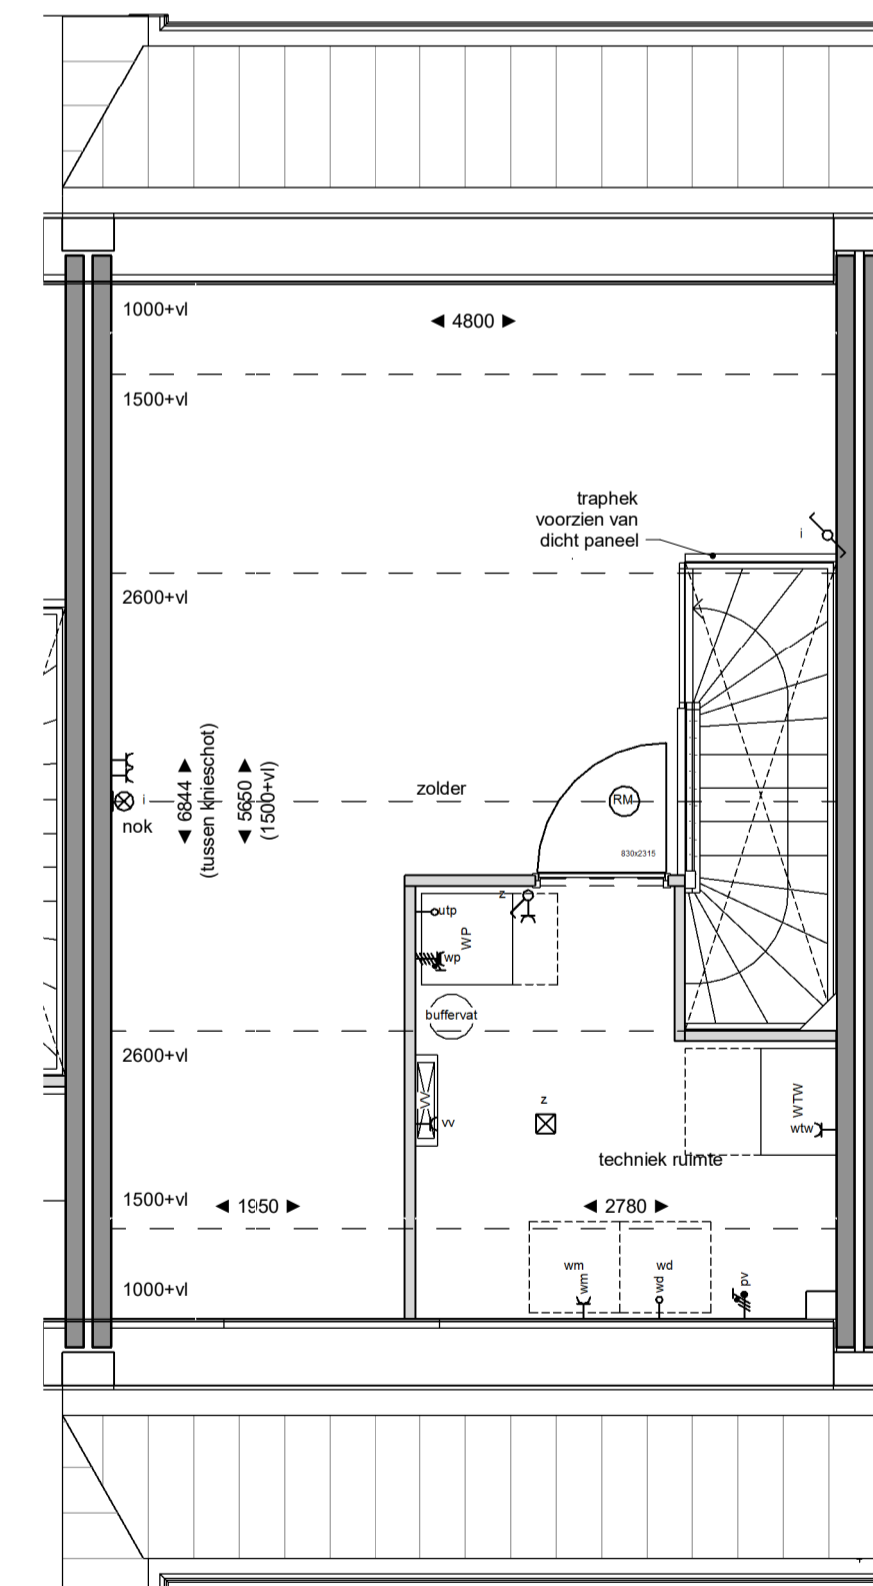 1000+vl
◄ 4800 ►
1500+vl
traphek
voorzien van
dicht paneel
i
2600+vl
◄ 6844 ►
(tussen knieschot)
◄ 5650 ►
(1500+vl)
i
nok
zolder
RM
830x2315
z
utp
WP
wp
buffervat
2600+vl
VV
vv
z
WTW
wtw
techniek ruimte
1500+vl
◄ 1950 ►
◄ 2780 ►
wm
wd
wm
wd
pv
1000+vl